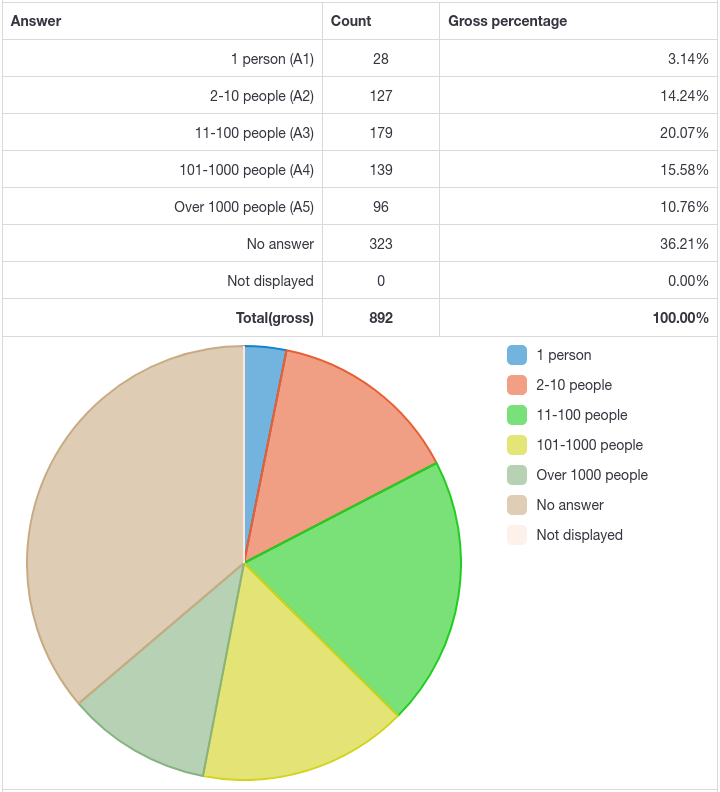 Answer Count Gross percentage
1 person (A1) 28 3.14%
2-10 people (A2) 127 14.24%
11-100 people (A3) 179 20.07%
101-1000 people (A4) 139 15.58%
Over 1000 people (A5) 96 10.76%
No answer 323 36.21%
Not displayed 0 0.00%
Total(gross) 892 100.00%
1 person
2-10 people
11-100 people
101-1000 people
Over 1000 people
No answer
Not displayed